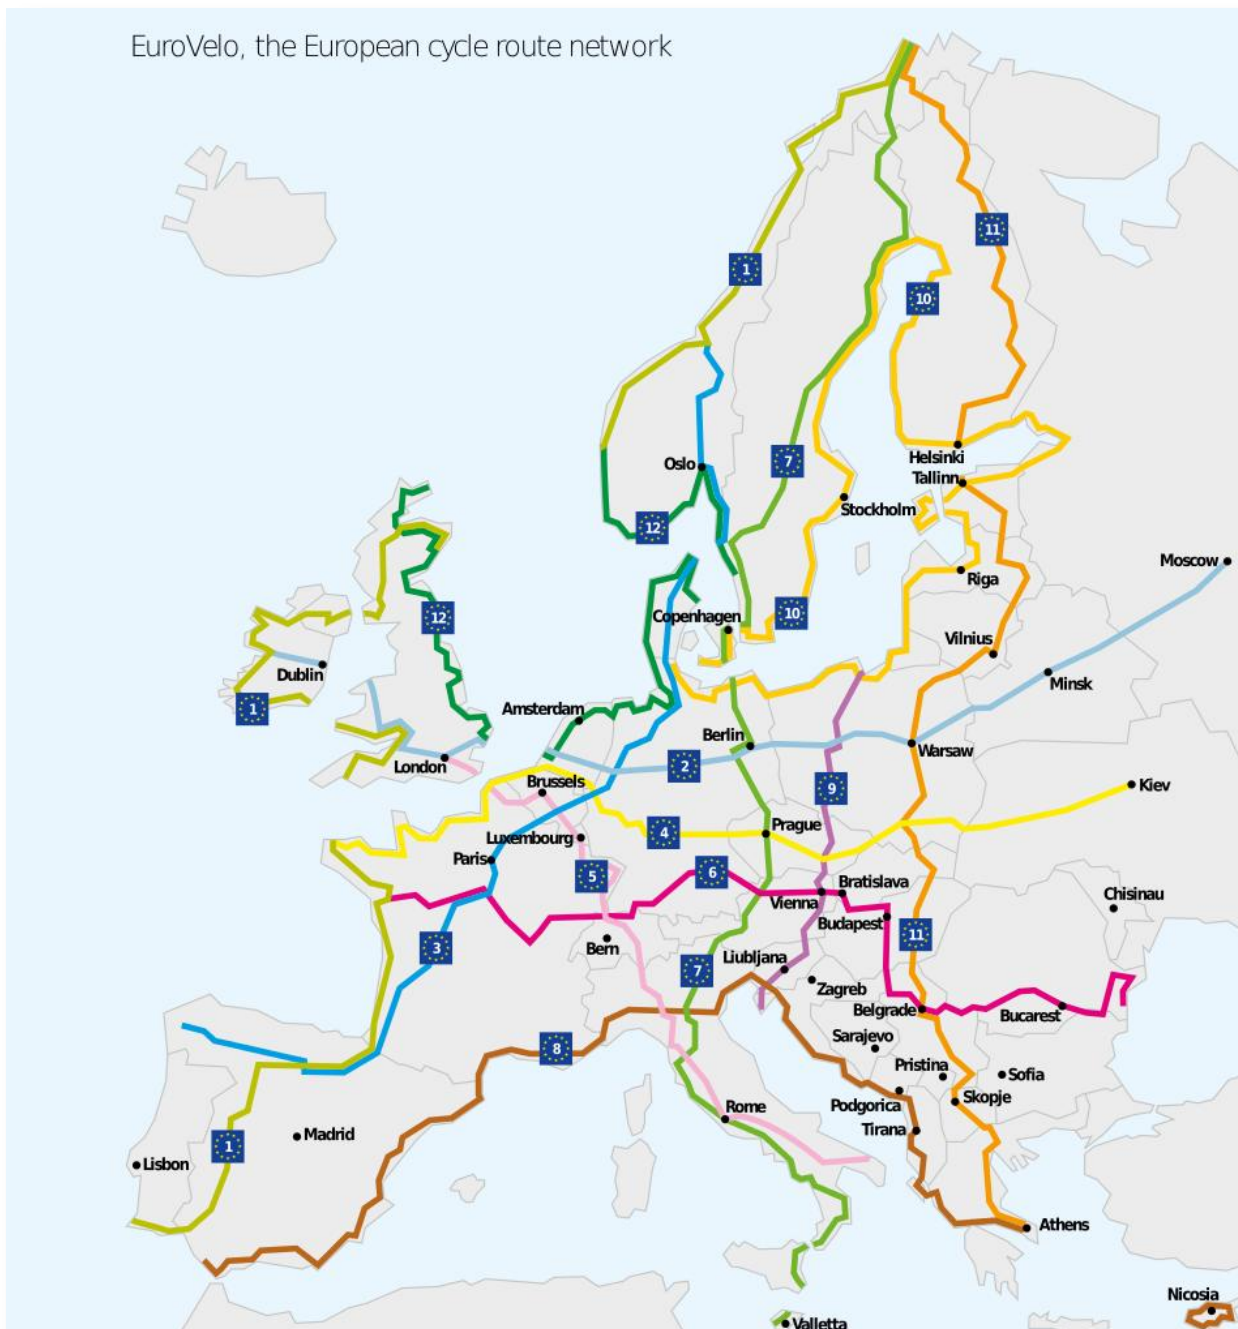 EuroVelo, the European cycle route network
11
1
10
7
Oslo
Helsinki
Tallinn
12
Stockholm
Moscow
Riga
12
Copenhagen
10
Vilnius
Dublin
Minsk
1
Amsterdam
Berlin
Warsaw
London
2
Brussels
9
Kiev
Prague
4
Luxembourg
Paris
5
6
Bratislava
Chisinau
Vienna
Budapest
11
3
Bern
Ljubljana
7
Zagreb
Belgrade
Bucarest
Sarajevo
8
Pristina
Sofia
Podgorica
Skopje
Rome
Tirana
Madrid
1
Lisbon
Athens
Nicosia
Valletta